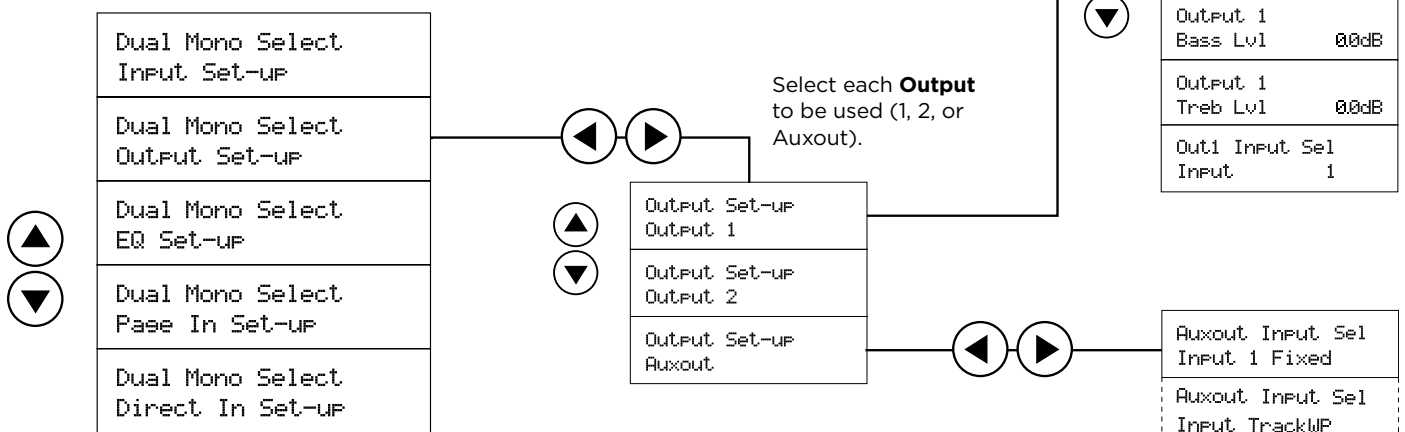 Dual Mono Select
Input Set-up
Dual Mono Select
Output Set-up
Dual Mono Select
EQ Set-up
Dual Mono Select
Page In Set-up
Dual Mono Select
Direct In Set-up
Select each Output
to be used (1, 2, or
Auxout).
Output Set-up
Output 1
Output Set-up
Output 2
Output Set-up
Auxout
Output 1
Bass Lvl 00dB
Output 1
Treb Lvl 00dB
Out1 Input Sel
Input 1
Auxout Input Sel
Input 1 Fixed
Auxout Input Sel
Input TrackWP